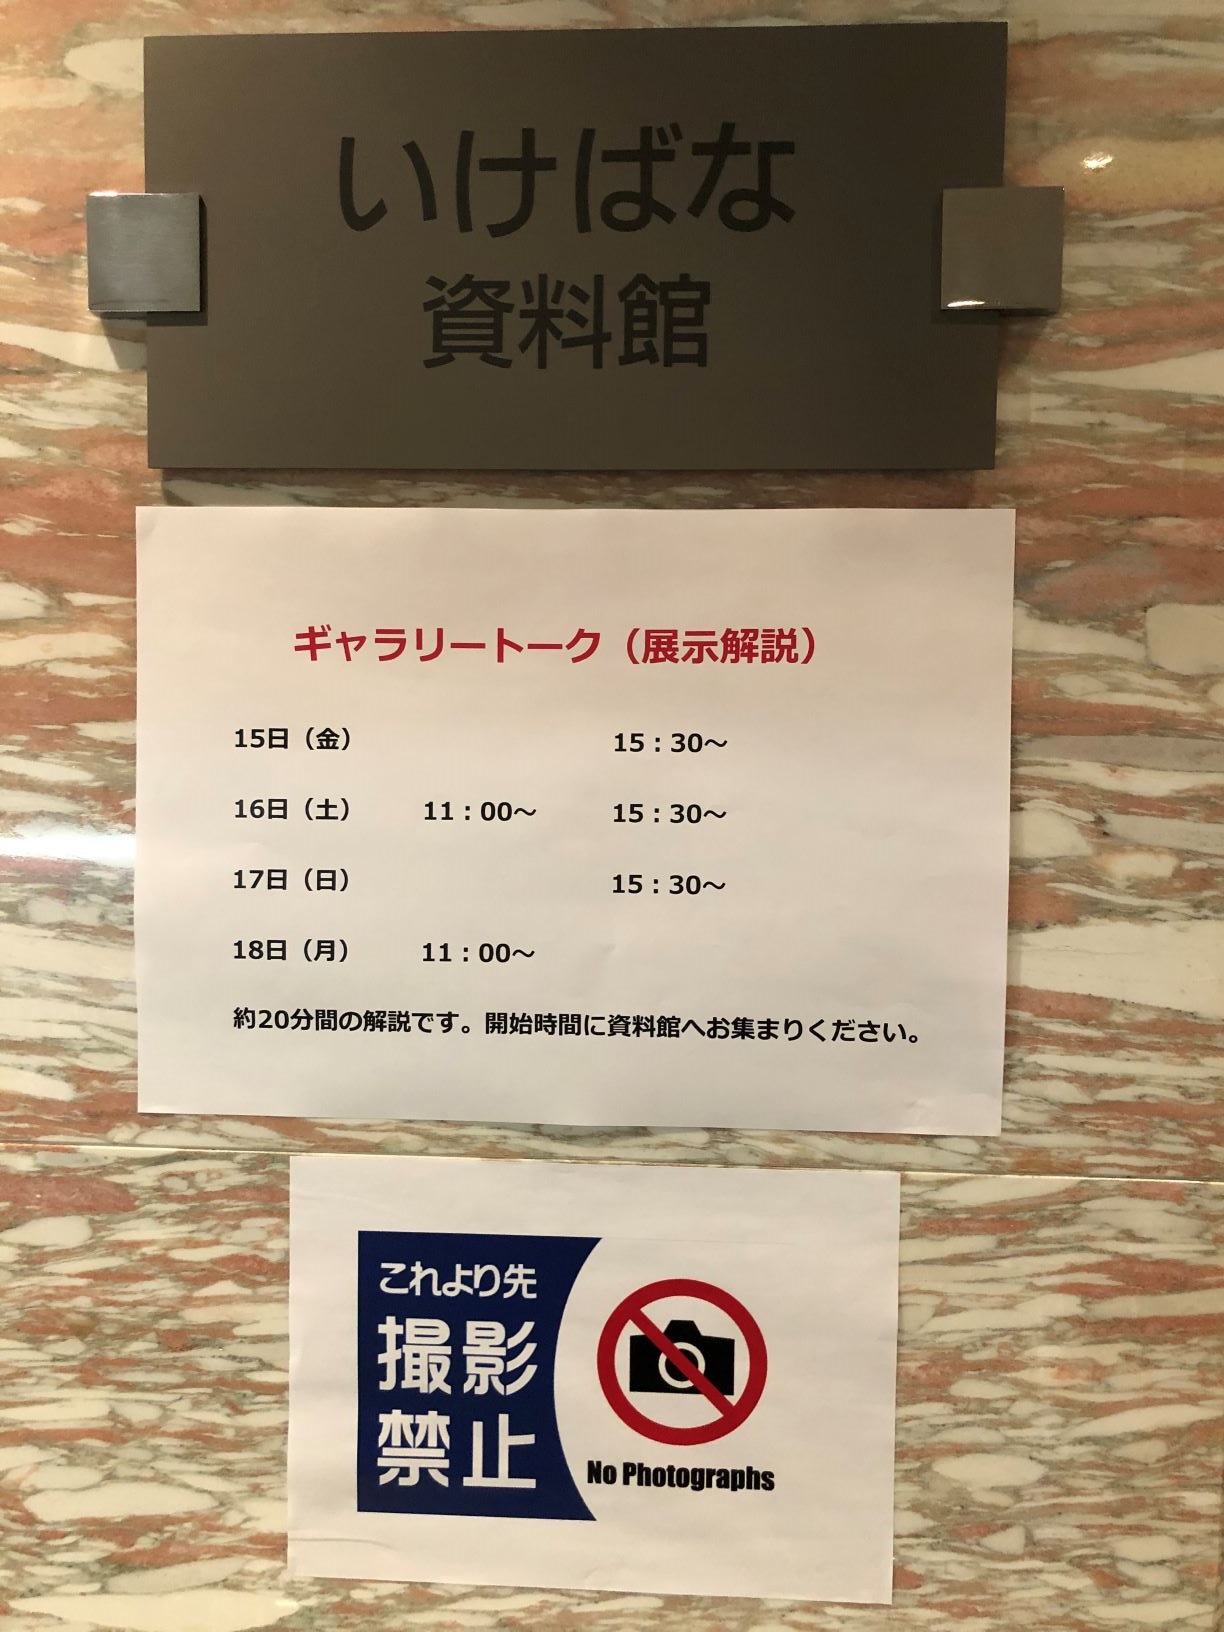 いけばな
資料館
ギャラリートーク（展示解説）
15日（金） 15：30～
16日（土） 11：00～ 15：30～
17日（日） 15：30～
18日（月） 11：00～
約20分間の解説です。開始時間に資料館へお集まりください。
これより先
撮影
禁止
No Photographs